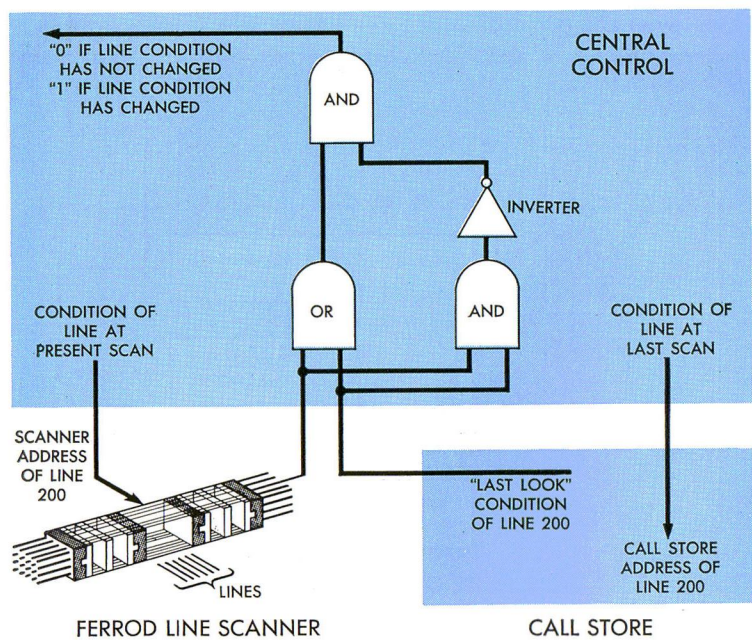 "0" IF LINE CONDITION
HAS NOT CHANGED
"1" IF LINE CONDITION
HAS CHANGED
CENTRAL
CONTROL
AND
INVERTER
OR
AND
CONDITION OF
LINE AT
PRESENT SCAN
CONDITION OF
LINE AT
LAST SCAN
SCANNER
ADDRESS
OF LINE
200
"LAST LOOK"
CONDITION
OF LINE 200
CALL STORE
ADDRESS OF
LINE 200
LINES
FERROD LINE SCANNER
CALL STORE